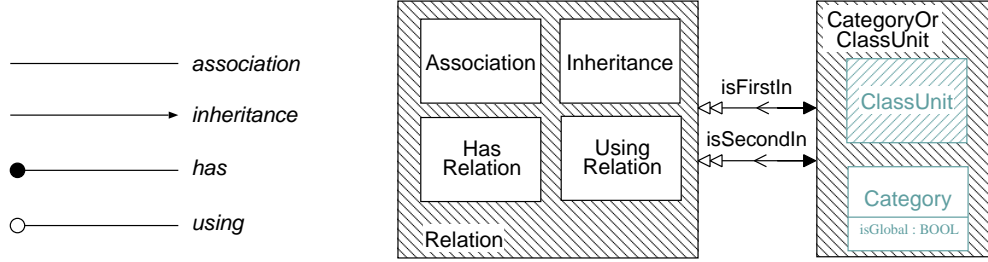 association
inheritance
has
using
Association
Inheritance
Has
Relation
Using
Relation
Relation
isFirstIn
isSecondIn
CategoryOr
ClassUnit
ClassUnit
Category
isGlobal : BOOL